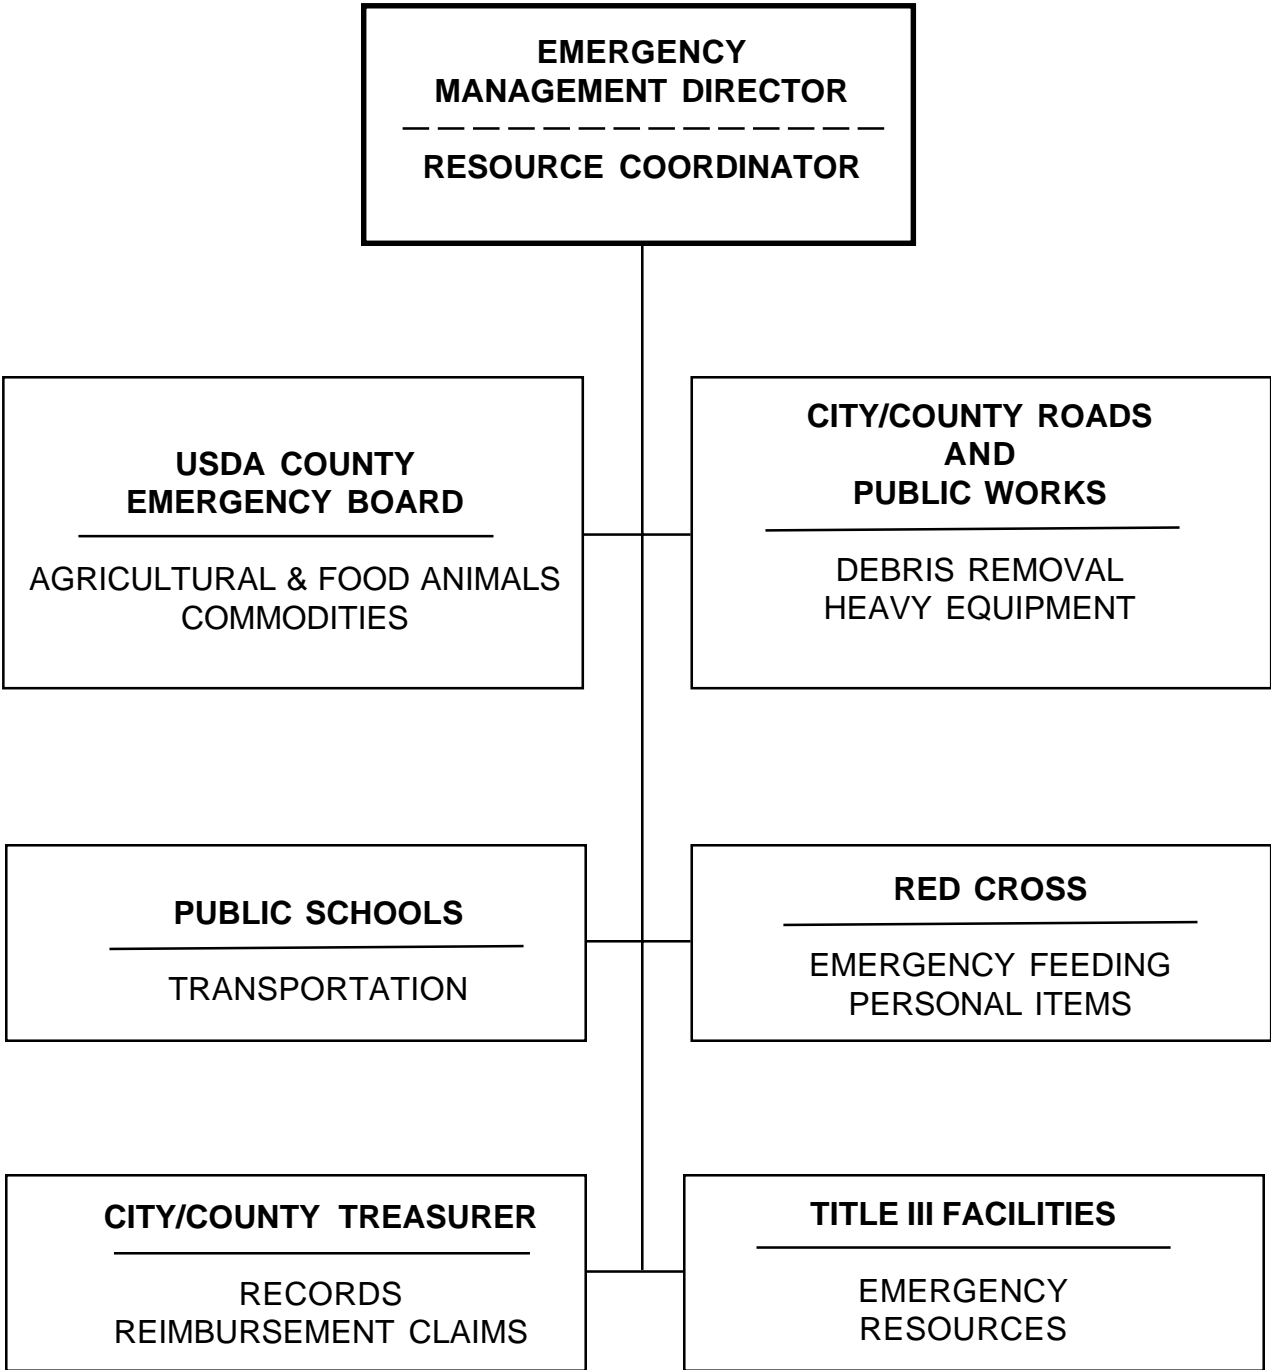 EMERGENCY
MANAGEMENT DIRECTOR
RESOURCE COORDINATOR
USDA COUNTY
EMERGENCY BOARD
AGRICULTURAL & FOOD ANIMALS
COMMODITIES
CITY/COUNTY ROADS
AND
PUBLIC WORKS
DEBRIS REMOVAL
HEAVY EQUIPMENT
PUBLIC SCHOOLS
TRANSPORTATION
RED CROSS
EMERGENCY FEEDING
PERSONAL ITEMS
CITY/COUNTY TREASURER
RECORDS
REIMBURSEMENT CLAIMS
TITLE III FACILITIES
EMERGENCY
RESOURCES